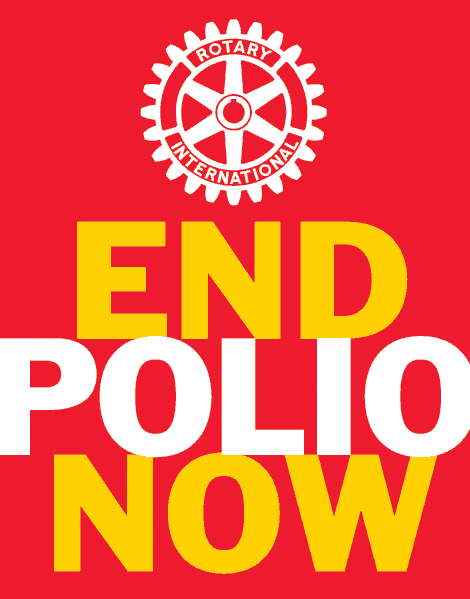 ROTARY
INTERNATIONAL
END
POLIO
NOW